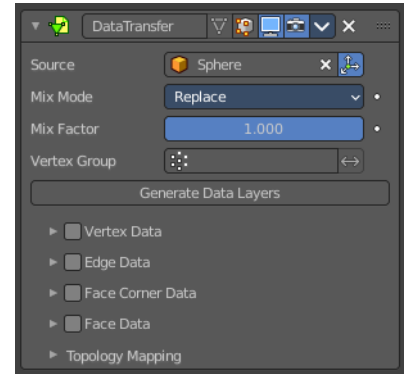 DataTransfer
Source Sphere
Mix Mode Replace
Mix Factor 1.000
Vertex Group
Generate Data Layers
Vertex Data
Edge Data
Face Corner Data
Face Data
Topology Mapping